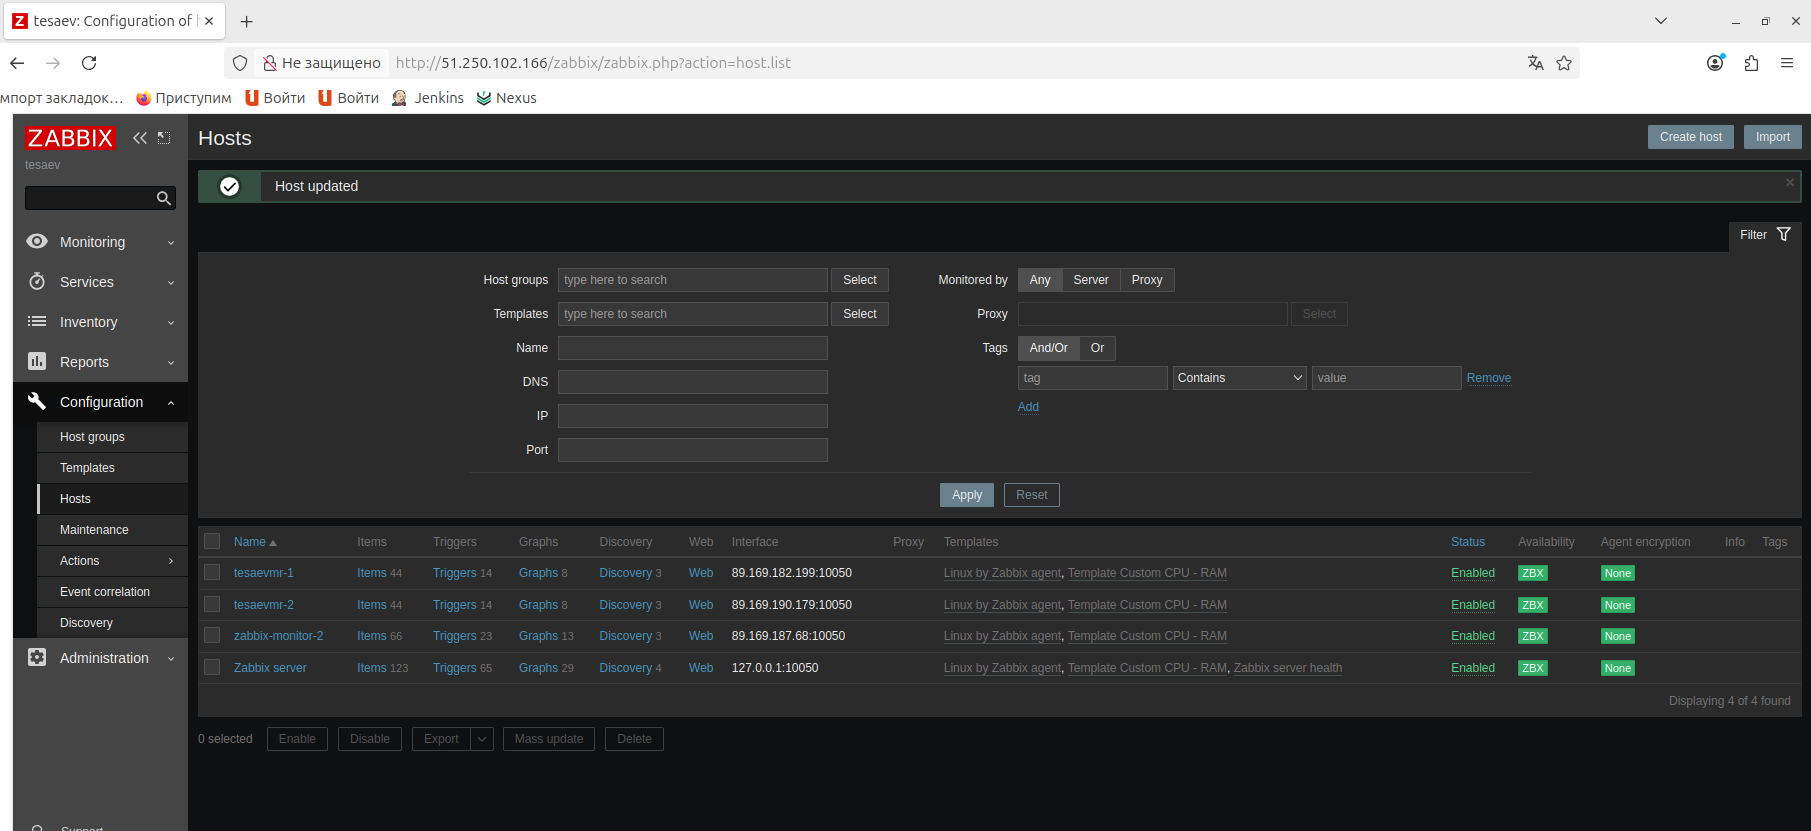 tesaev: Configuration of
Не защищено
http://51.250.102.166/zabbix/zabbix.php?action=host.list
мпорт закладок…
Приступим
Войти
Войти
Jenkins
Nexus
ZABBIX
tesaev
Monitoring
Services
Inventory
Reports
Configuration
Host groups
Templates
Hosts
Maintenance
Actions
Event correlation
Discovery
Administration
Support
Hosts
Create host
Import
Host updated
Filter
Host groups type here to search Select
Templates type here to search Select
Name
DNS
IP
Port
Monitored by Any Server Proxy
Proxy Select
Tags And/Or Or
tag Contains value Remove
Add
Apply Reset
Name Items Triggers Graphs Discovery Web Interface Proxy Templates Status Availability Agent encryption Info Tags
tesaevmr-1 Items 44 Triggers 14 Graphs 8 Discovery 3 Web 89.169.182.199:10050 Linux by Zabbix agent, Template Custom CPU - RAM Enabled ZBX None
tesaevmr-2 Items 44 Triggers 14 Graphs 8 Discovery 3 Web 89.169.190.179:10050 Linux by Zabbix agent, Template Custom CPU - RAM Enabled ZBX None
zabbix-monitor-2 Items 66 Triggers 23 Graphs 13 Discovery 3 Web 89.169.187.68:10050 Linux by Zabbix agent, Template Custom CPU - RAM Enabled ZBX None
Zabbix server Items 123 Triggers 65 Graphs 29 Discovery 4 Web 127.0.0.1:10050 Linux by Zabbix agent, Template Custom CPU - RAM, Zabbix server health Enabled ZBX None
Displaying 4 of 4 found
0 selected Enable Disable Export Mass update Delete